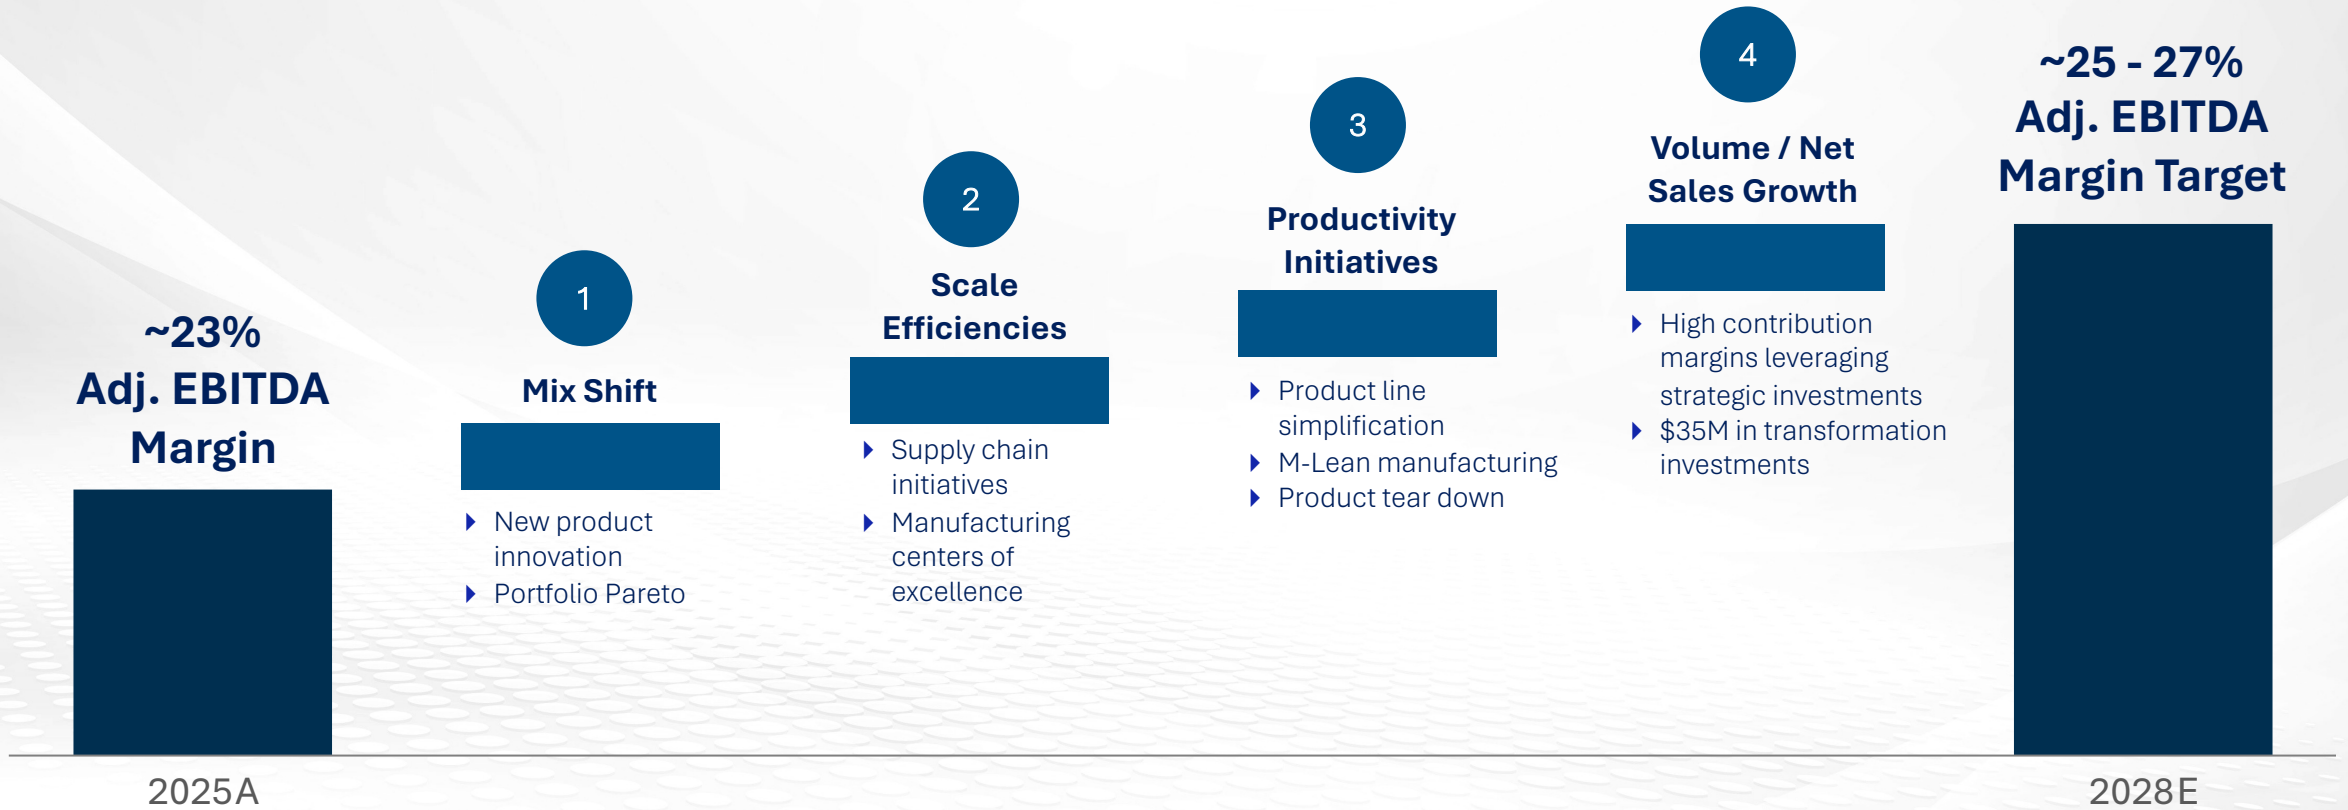 ~23%
Adj. EBITDA
Margin
2025A
1
Mix Shift
New product
innovation
Portfolio Pareto
2
Scale
Efficiencies
Supply chain
initiatives
Manufacturing
centers of
excellence
3
Productivity
Initiatives
Product line
simplification
M-Lean manufacturing
Product tear down
4
Volume / Net
Sales Growth
High contribution
margins leveraging
strategic investments
$35M in transformation
investments
~25 - 27%
Adj. EBITDA
Margin Target
2028E